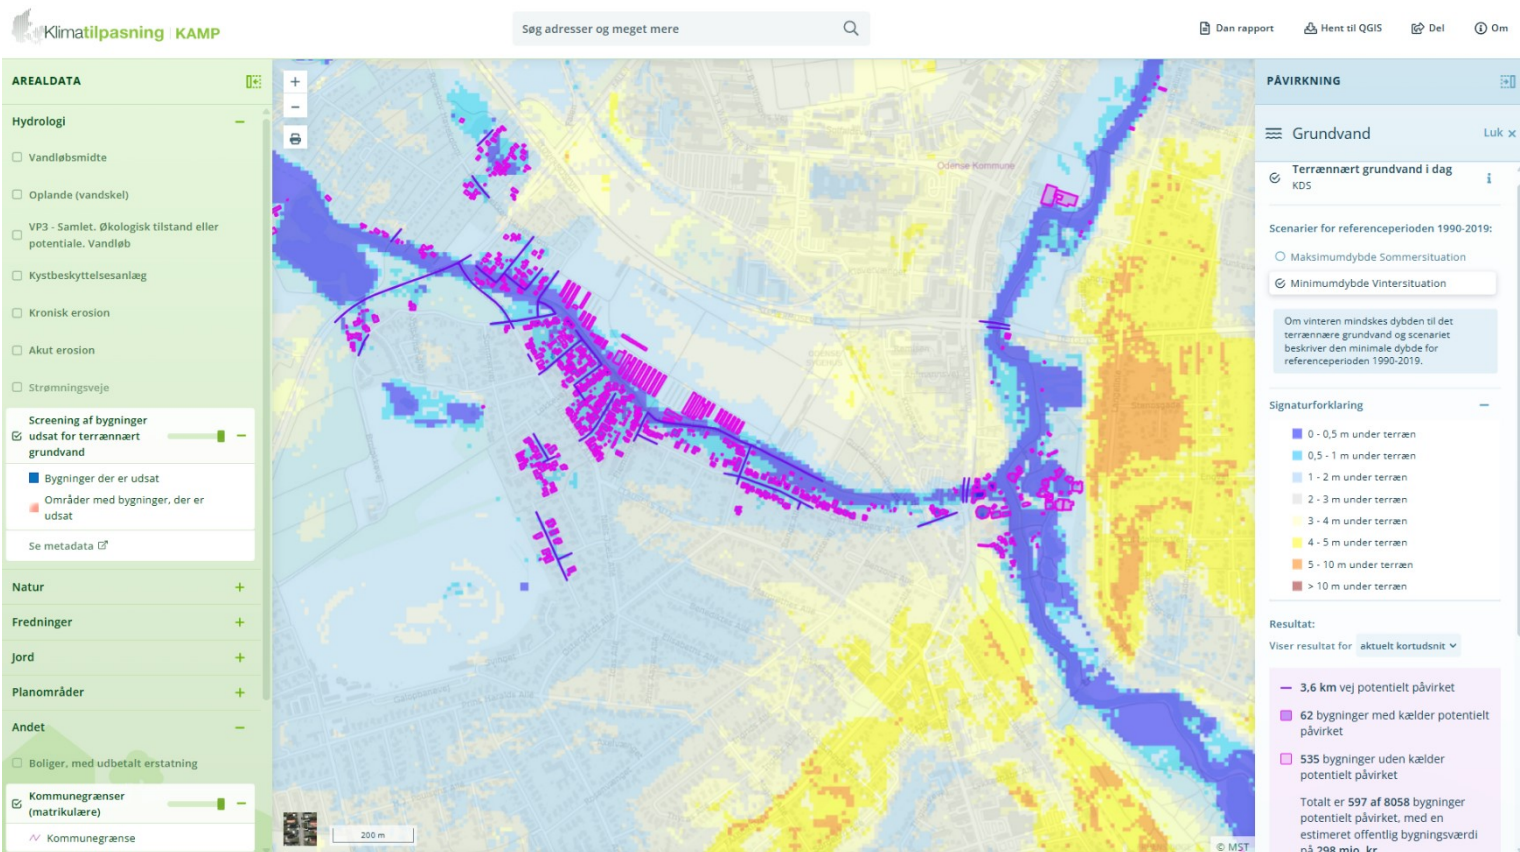 Klimatilpasning | KAMP
Søg adresser og meget mere
Dan rapport
Hent til QGIS
Del
Om
AREALDATA
Hydrologi
Vandløbsmidte
Oplande (vandskel)
VP3 - Samlet. Økologisk tilstand eller
potentiale. Vandløb
Kystbeskyttelsesanlæg
Kronisk erosion
Akut erosion
Strømningsveje
Screening af bygninger
udsat for terrænnært
grundvand
Bygninger der er udsat
Områder med bygninger, der er
udsat
Se metadata
Natur
Fredninger
Jord
Planområder
Andet
Boliger, med udbetalt erstatning
Kommunegrænser
(matrikulære)
Kommunegrænse
Odense Kommune
200 m
© MST
PÅVIRKNING
Grundvand
Luk ×
Terrænnært grundvand i dag
KDS
Scenarier for referenceperioden 1990-2019:
Maksimumdybde Sommersituation
Minimumdybde Vintersituation
Om vinteren mindskes dybden til det
terrænnære grundvand og scenariet
beskriver den minimale dybde for
referenceperioden 1990-2019.
Signaturforklaring
0 - 0,5 m under terræn
0,5 - 1 m under terræn
1 - 2 m under terræn
2 - 3 m under terræn
3 - 4 m under terræn
4 - 5 m under terræn
5 - 10 m under terræn
> 10 m under terræn
Resultat:
Viser resultat for aktuelt kortudsnit
3,6 km vej potentielt påvirket
62 bygninger med kælder potentielt
påvirket
535 bygninger uden kælder
potentielt påvirket
Totalt er 597 af 8058 bygninger
potentielt påvirket, med en
estimeret offentlig bygningsværdi
på 298 mio. kr.